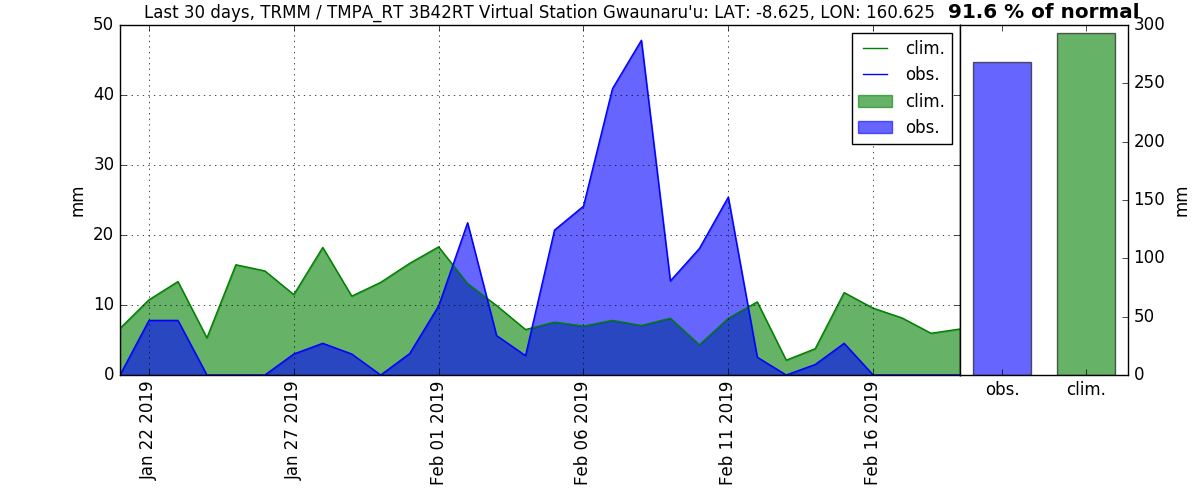 Last 30 days, TRMM / TMPA_RT 3B42RT Virtual Station Gwaunaru'u: LAT: -8.625, LON: 160.625
91.6 % of normal
50
40
30
20
10
0
mm
clim.
obs.
clim.
obs.
Jan 22 2019
Jan 27 2019
Feb 01 2019
Feb 06 2019
Feb 11 2019
Feb 16 2019
300
250
200
150
100
50
0
mm
obs.
clim.